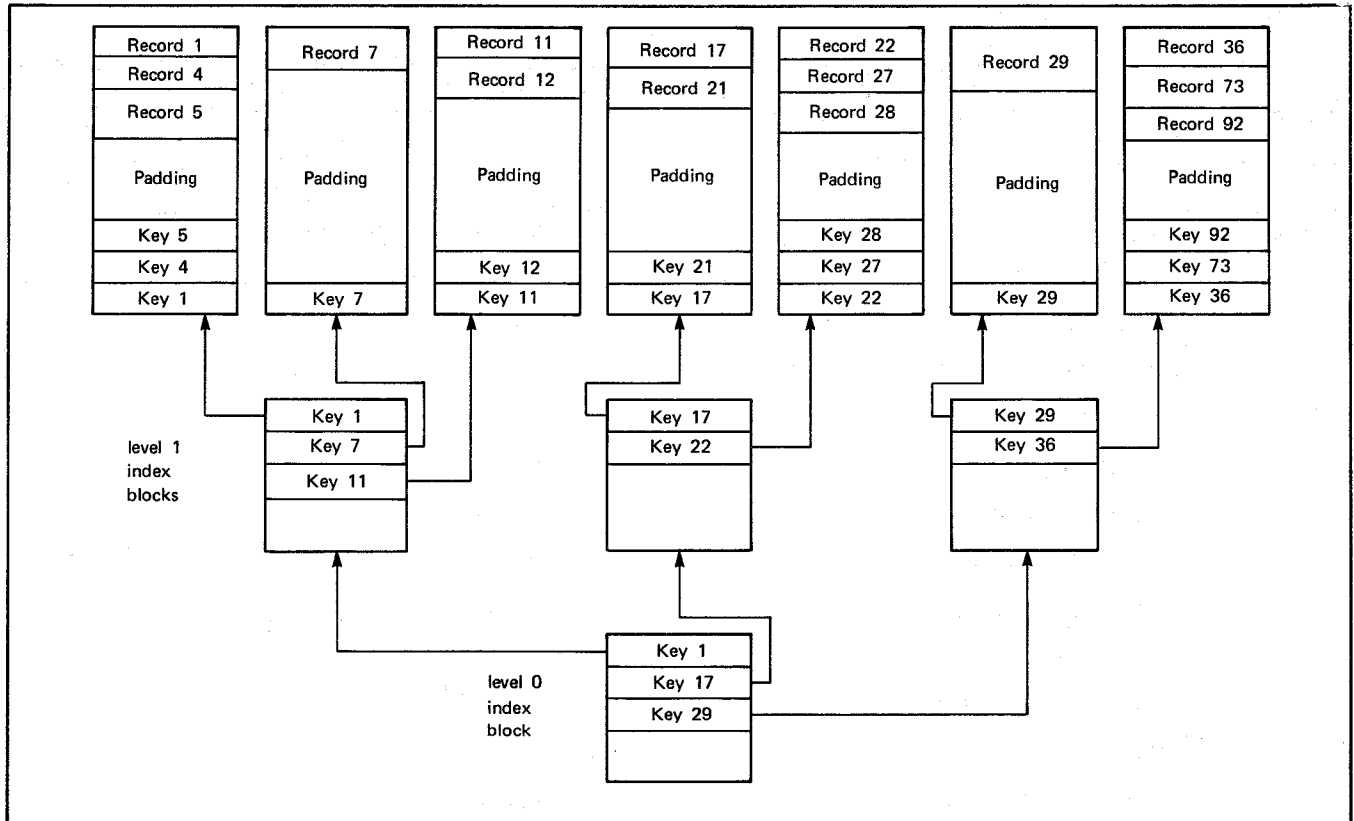 Record 1
Record 4
Record 5
Padding
Key 5
Key 4
Key 1
Record 7
Padding
Key 7
Record 11
Record 12
Padding
Key 12
Key 11
Record 17
Record 21
Padding
Key 21
Key 17
Record 22
Record 27
Record 28
Padding
Key 28
Key 27
Key 22
Record 29
Padding
Key 29
Record 36
Record 73
Record 92
Padding
Key 92
Key 73
Key 36
level 1
index
blocks
Key 1
Key 7
Key 11
Key 17
Key 22
Key 29
Key 36
level 0
index
block
Key 1
Key 17
Key 29